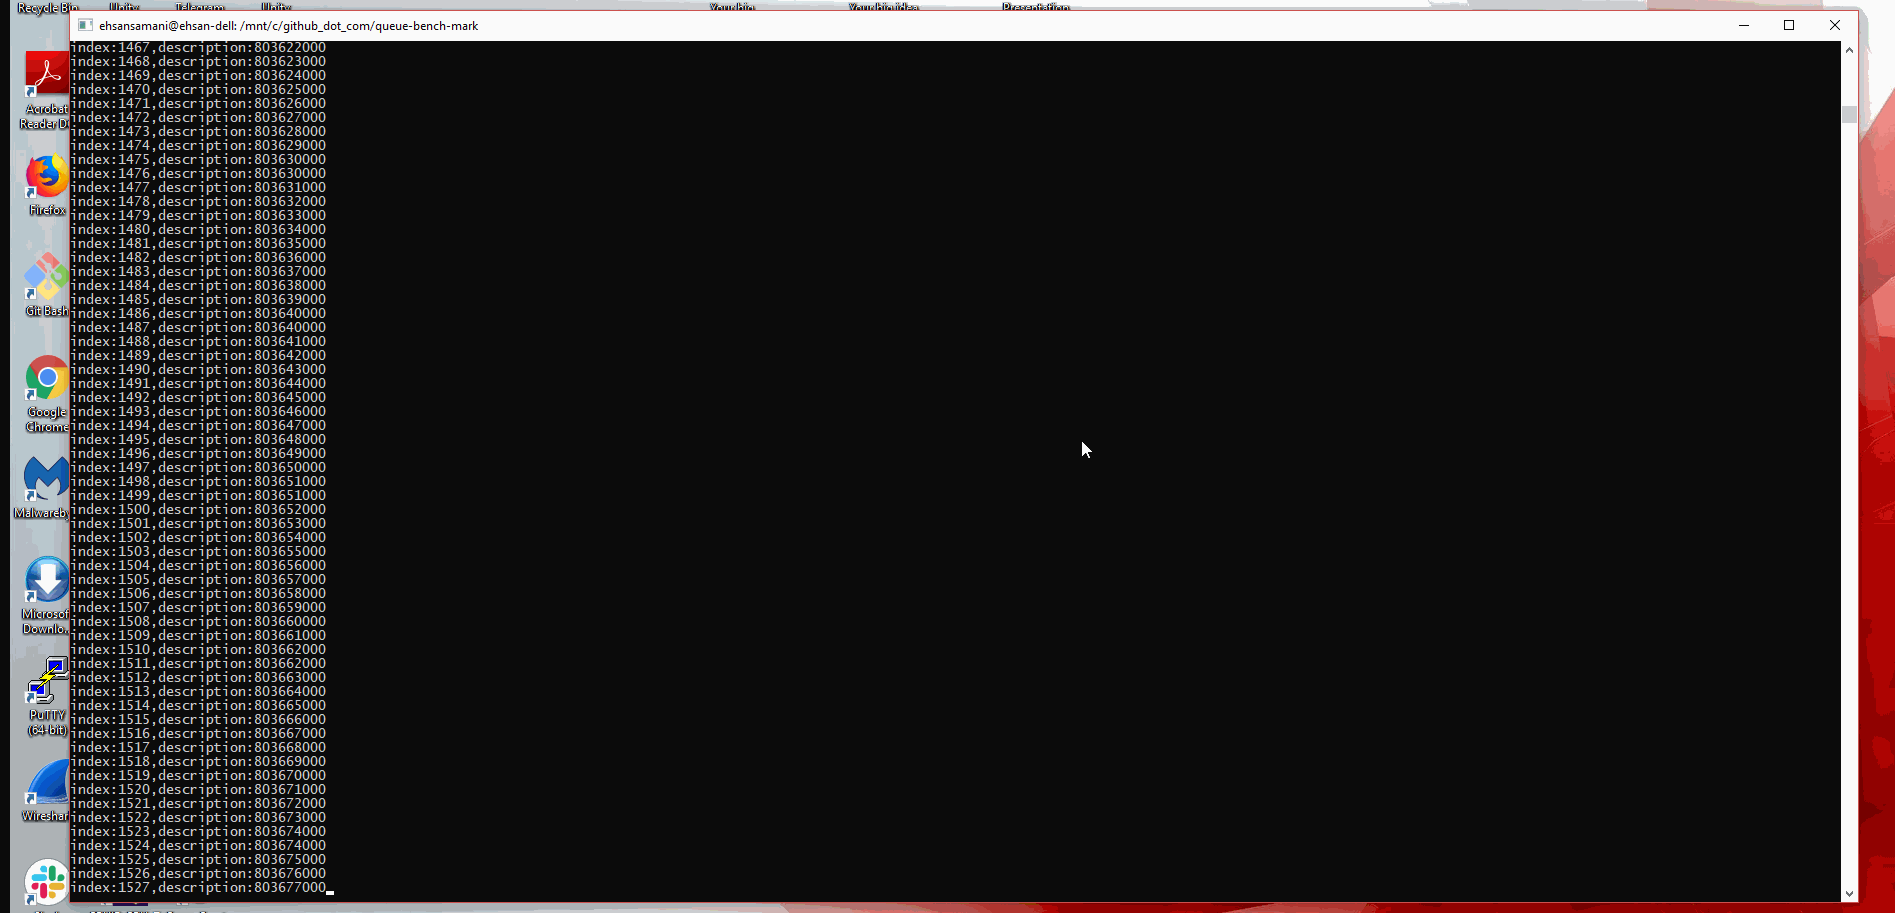 Recycle Bin
Unity
Telegram
Unity
Your big
Your big idea
Presentation
ehsansamani@ehsan-dell: /mnt/c/github_dot_com/queue-bench-mark
index:1467,description:803622000
index:1468,description:803623000
index:1469,description:803624000
index:1470,description:803625000
index:1471,description:803626000
index:1472,description:803627000
index:1473,description:803628000
index:1474,description:803629000
index:1475,description:803630000
index:1476,description:803630000
index:1477,description:803631000
index:1478,description:803632000
index:1479,description:803633000
index:1480,description:803634000
index:1481,description:803635000
index:1482,description:803636000
index:1483,description:803637000
index:1484,description:803638000
index:1485,description:803639000
index:1486,description:803640000
index:1487,description:803640000
index:1488,description:803641000
index:1489,description:803642000
index:1490,description:803643000
index:1491,description:803644000
index:1492,description:803645000
index:1493,description:803646000
index:1494,description:803647000
index:1495,description:803648000
index:1496,description:803649000
index:1497,description:803650000
index:1498,description:803651000
index:1499,description:803651000
index:1500,description:803652000
index:1501,description:803653000
index:1502,description:803654000
index:1503,description:803655000
index:1504,description:803656000
index:1505,description:803657000
index:1506,description:803658000
index:1507,description:803659000
index:1508,description:803660000
index:1509,description:803661000
index:1510,description:803662000
index:1511,description:803662000
index:1512,description:803663000
index:1513,description:803664000
index:1514,description:803665000
index:1515,description:803666000
index:1516,description:803667000
index:1517,description:803668000
index:1518,description:803669000
index:1519,description:803670000
index:1520,description:803671000
index:1521,description:803672000
index:1522,description:803673000
index:1523,description:803674000
index:1524,description:803674000
index:1525,description:803675000
index:1526,description:803676000
index:1527,description:803677000
Acrobat
Reader D
Firefox
Git Bash
Google
Chrome
Malwareby
Microsof
Downlo...
PuTTY
(64-bit)
Wireshar